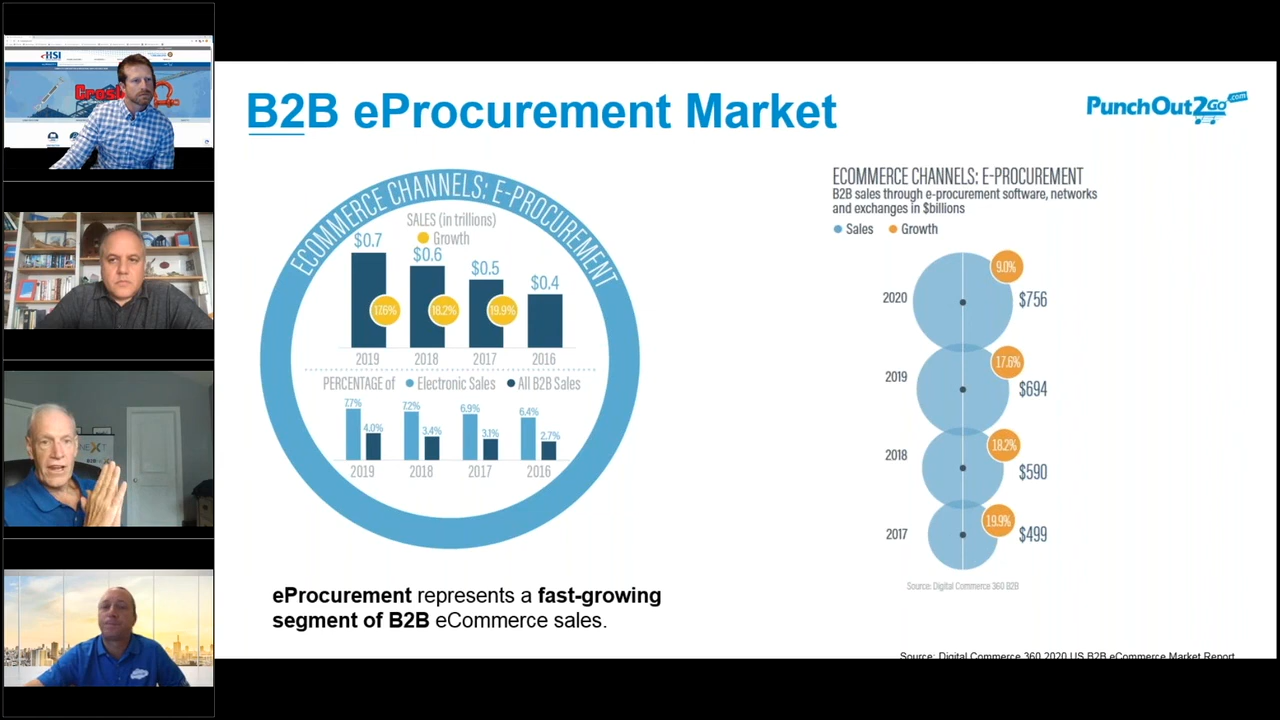 HSI
Crosby
NEXT
B2B
B2B eProcurement Market
PunchOut2Go.com
ECOMMERCE CHANNELS: E-PROCUREMENT
SALES (in trillions)
Growth
$0.7
$0.6
$0.5
$0.4
17.6%
18.2%
19.9%
2019
2018
2017
2016
PERCENTAGE of Electronic Sales All B2B Sales
7.7%
4.0%
7.2%
3.4%
6.9%
3.1%
6.4%
2.7%
2019
2018
2017
2016
eProcurement represents a fast-growing
segment of B2B eCommerce sales.
ECOMMERCE CHANNELS: E-PROCUREMENT
B2B sales through e-procurement software, networks
and exchanges in $billions
Sales Growth
9.0%
2020
$756
17.6%
2019
$694
18.2%
2018
$590
19.9%
2017
$499
Source: Digital Commerce 360 B2B
Source: Digital Commerce 360 2020 US B2B eCommerce Market Report